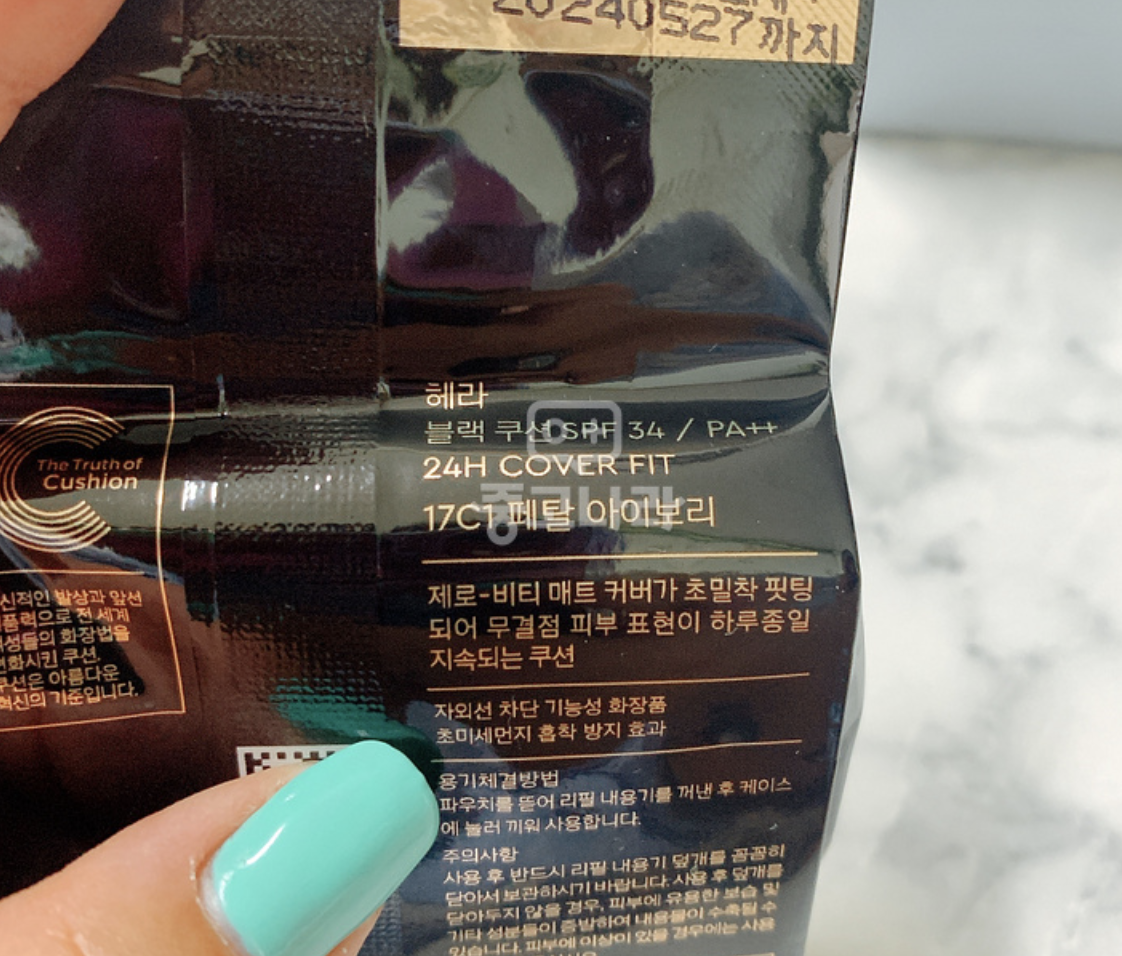 20240527까지
헤라
블랙 쿠션 SPF 34 / PA++
24H COVER FIT
17C1 페탈 아이보리
제로-비티 매트 커버가 초밀착 핏팅
되어 무결점 피부 표현이 하루종일
지속되는 쿠션
자외선 차단 기능성 화장품
초미세먼지 흡착 방지 효과
용기체결방법
파우치를 뜯어 리필 내용기를 꺼낸 후 케이스
에 눌러 끼워 사용합니다.
주의사항
사용 후 반드시 리필 내용기 덮개를 꼼꼼히
닫아서 보관하시기 바랍니다. 사용 후 덮개를
닫아두지 않을 경우, 피부에 유용한 보습 및
기타 성분들이 증발하여 내용물이 수축될 수
있습니다. 피부에 이상이 있을 경우에는 사용
The Truth of
Cushion
신적인 발상과 앞선
플력으로 전 세계
성들의 화장법을
변화시킨 쿠션,
쿠션은 아름다운
혁신의 기준입니다.
중고나라